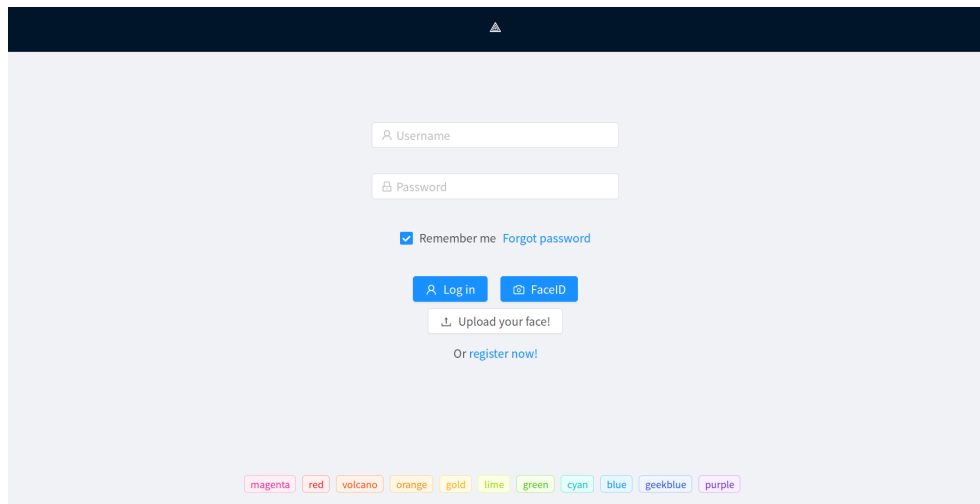 Username
Password
Remember me Forgot password
Log in FaceID
Upload your face!
Or register now!
magenta red volcano orange gold lime green cyan blue geekblue purple